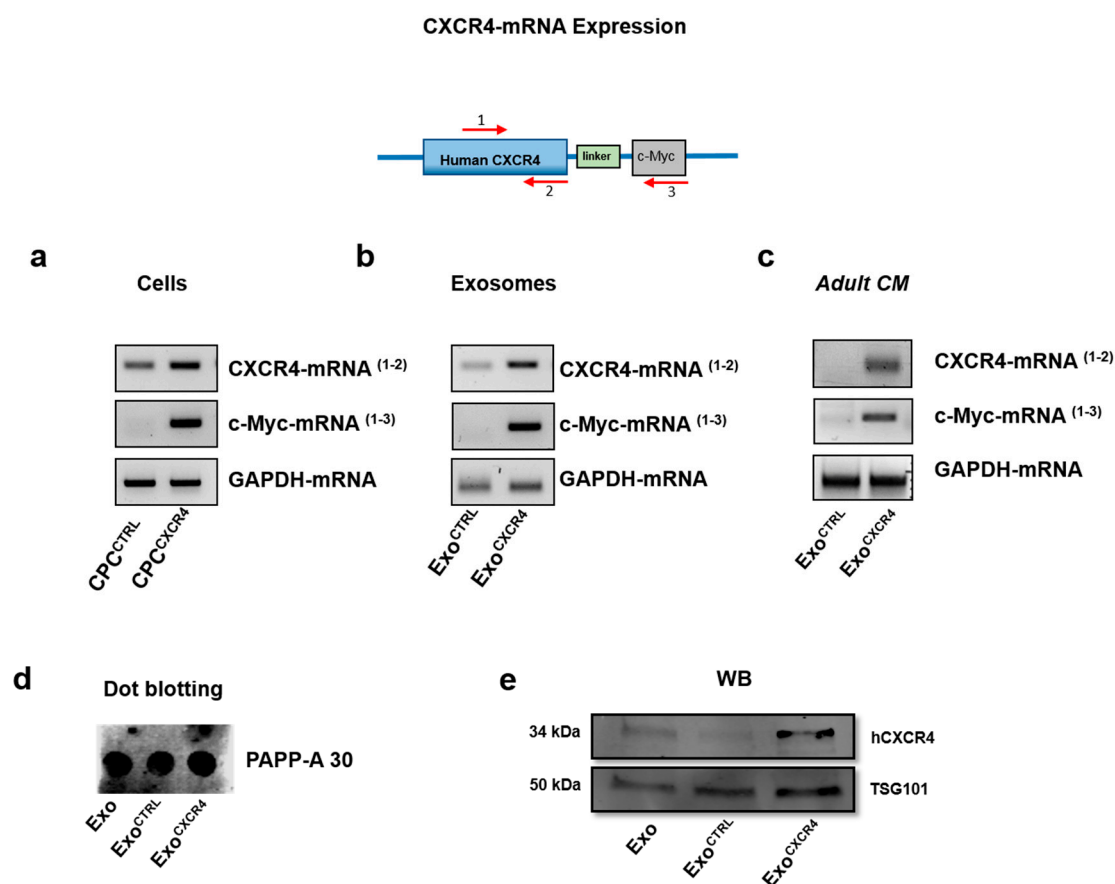 CXCR4-mRNA Expression
1
Human CXCR4
linker
c-Myc
2
3
a
Cells
CXCR4-mRNA (1-2)
c-Myc-mRNA (1-3)
GAPDH-mRNA
CPCCTRL
CPCCXCR4
b
Exosomes
CXCR4-mRNA (1-2)
c-Myc-mRNA (1-3)
GAPDH-mRNA
ExoCTRL
ExoCXCR4
c
Adult CM
CXCR4-mRNA (1-2)
c-Myc-mRNA (1-3)
GAPDH-mRNA
ExoCTRL
ExoCXCR4
d
Dot blotting
PAPP-A 30
Exo
ExoCTRL
ExoCXCR4
e
WB
34 kDa
hCXCR4
50 kDa
TSG101
Exo
ExoCTRL
ExoCXCR4